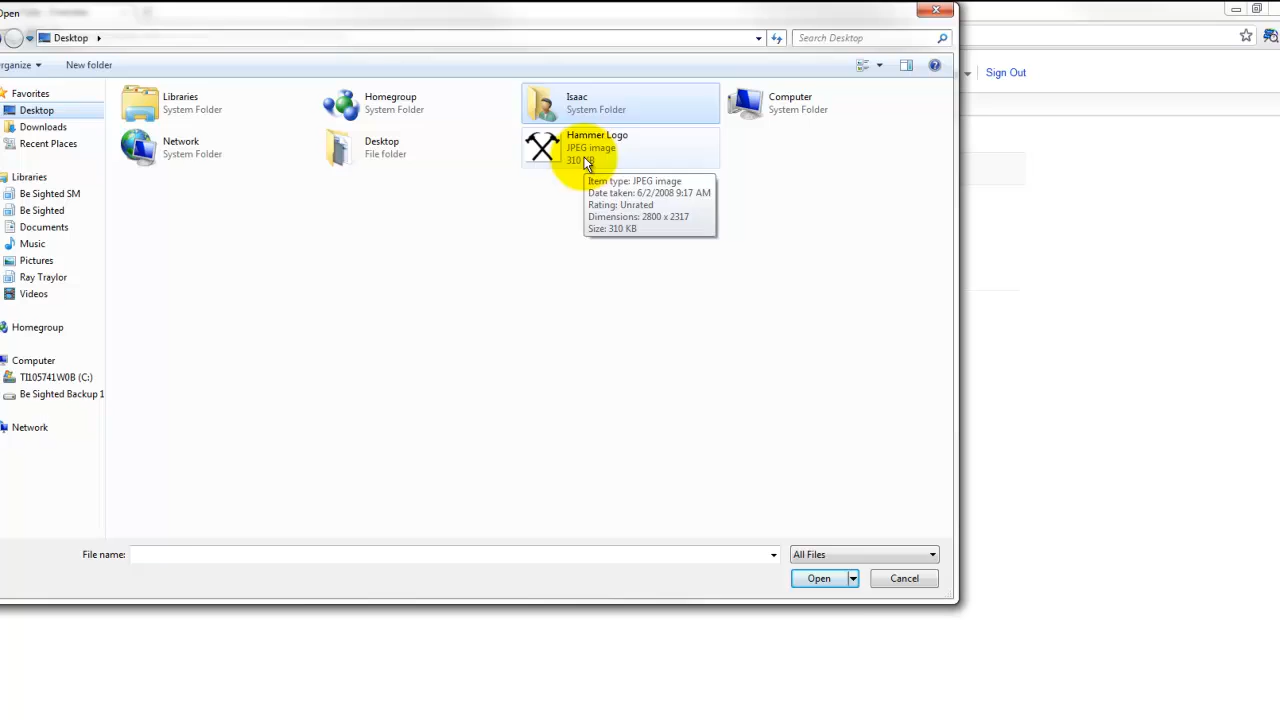 Open
Desktop
Search Desktop
rganize
New folder
Sign Out
Favorites
Desktop
Downloads
Recent Places
Libraries
Be Sighted SM
Be Sighted
Documents
Music
Pictures
Ray Traylor
Videos
Homegroup
Computer
TI105741W0B (C:)
Be Sighted Backup 1
Network
Libraries
System Folder
Homegroup
System Folder
Isaac
System Folder
Computer
System Folder
Network
System Folder
Desktop
File folder
Hammer Logo
JPEG image
310 KB
Item type: JPEG image
Date taken: 6/2/2008 9:17 AM
Rating: Unrated
Dimensions: 2800 x 2317
Size: 310 KB
File name:
All Files
Open
Cancel